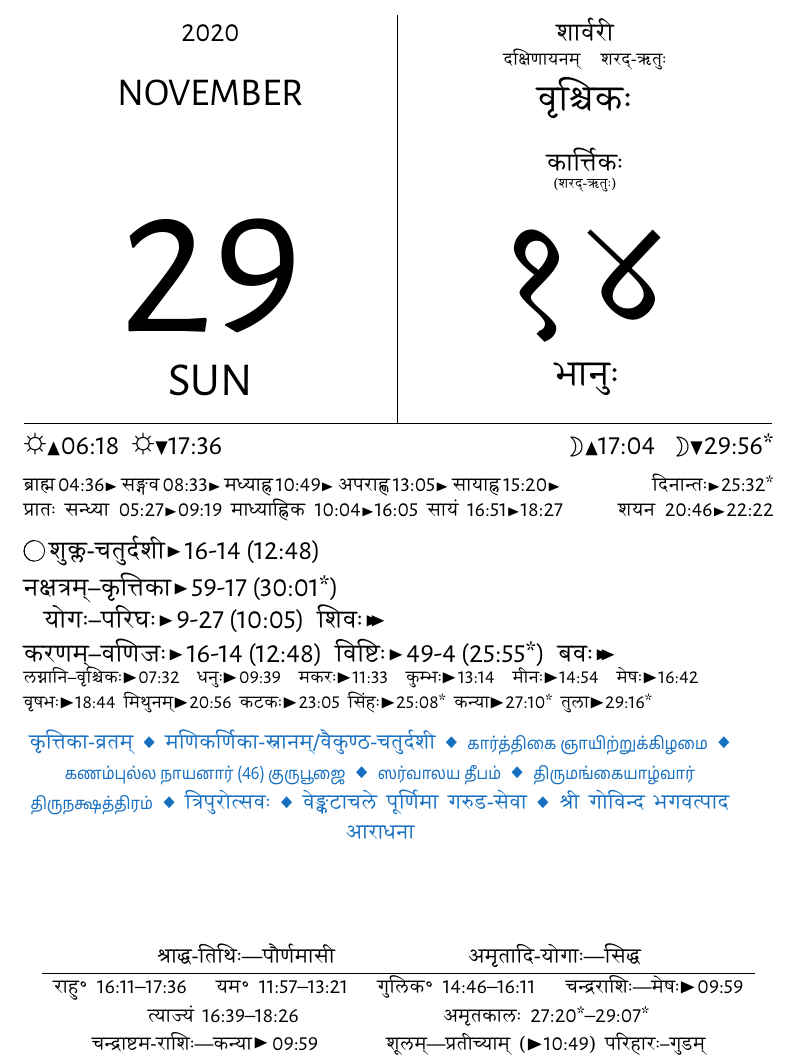 2020
NOVEMBER
29
SUN
शार्वरी
दक्षिणायनम् शरद्-ऋतुः
वृश्चिकः
कार्त्तिकः
(शरद्-ऋतुः)
१४
भानुः
☼▲06:18 ☼▼17:36 ☽▲17:04 ☽▼29:56*
ब्राह्म 04:36► सङ्गव 08:33► मध्याह्न 10:49► अपराह्ण 13:05► सायाह्न 15:20► दिनान्तः►25:32*
प्रातः सन्ध्या 05:27►09:19 माध्याह्निक 10:04►16:05 सायं 16:51►18:27 शयन 20:46►22:22
◯ शुक्ल-चतुर्दशी►16-14 (12:48)
नक्षत्रम्–कृत्तिका►59-17 (30:01*)
योगः–परिघः►9-27 (10:05) शिवः►►
करणम्–वणिजः►16-14 (12:48) विष्टिः►49-4 (25:55*) बवः►►
लग्नानि–वृश्चिकः►07:32 धनुः►09:39 मकरः►11:33 कुम्भः►13:14 मीनः►14:54 मेषः►16:42
वृषभः►18:44 मिथुनम्►20:56 कटकः►23:05 सिंहः►25:08* कन्या►27:10* तुला►29:16*
कृत्तिका-व्रतम् ◆ मणिकर्णिका-स्नानम्/वैकुण्ठ-चतुर्दशी ◆ கார்த்திகை ஞாயிற்றுக்கிழமை ◆
கணம்புல்ல நாயனார் (46) குருபூஜை ◆ ஸர்வாலய தீபம் ◆ திருமங்கையாழ்வார்
திருநக்ஷத்திரம் ◆ त्रिपुरोत्सवः ◆ वेङ्कटाचले पूर्णिमा गरुड-सेवा ◆ श्री गोविन्द भगवत्पाद
आराधना
श्राद्ध-तिथिः—पौर्णमासी अमृतादि-योगाः—सिद्ध
राहु॰ 16:11–17:36 यम॰ 11:57–13:21 गुलिक॰ 14:46–16:11 चन्द्रराशिः—मेषः►09:59
त्याज्यं 16:39–18:26 अमृतकालः 27:20*–29:07*
चन्द्राष्टम-राशिः—कन्या►09:59 शूलम्—प्रतीच्याम् (►10:49) परिहारः–गुडम्